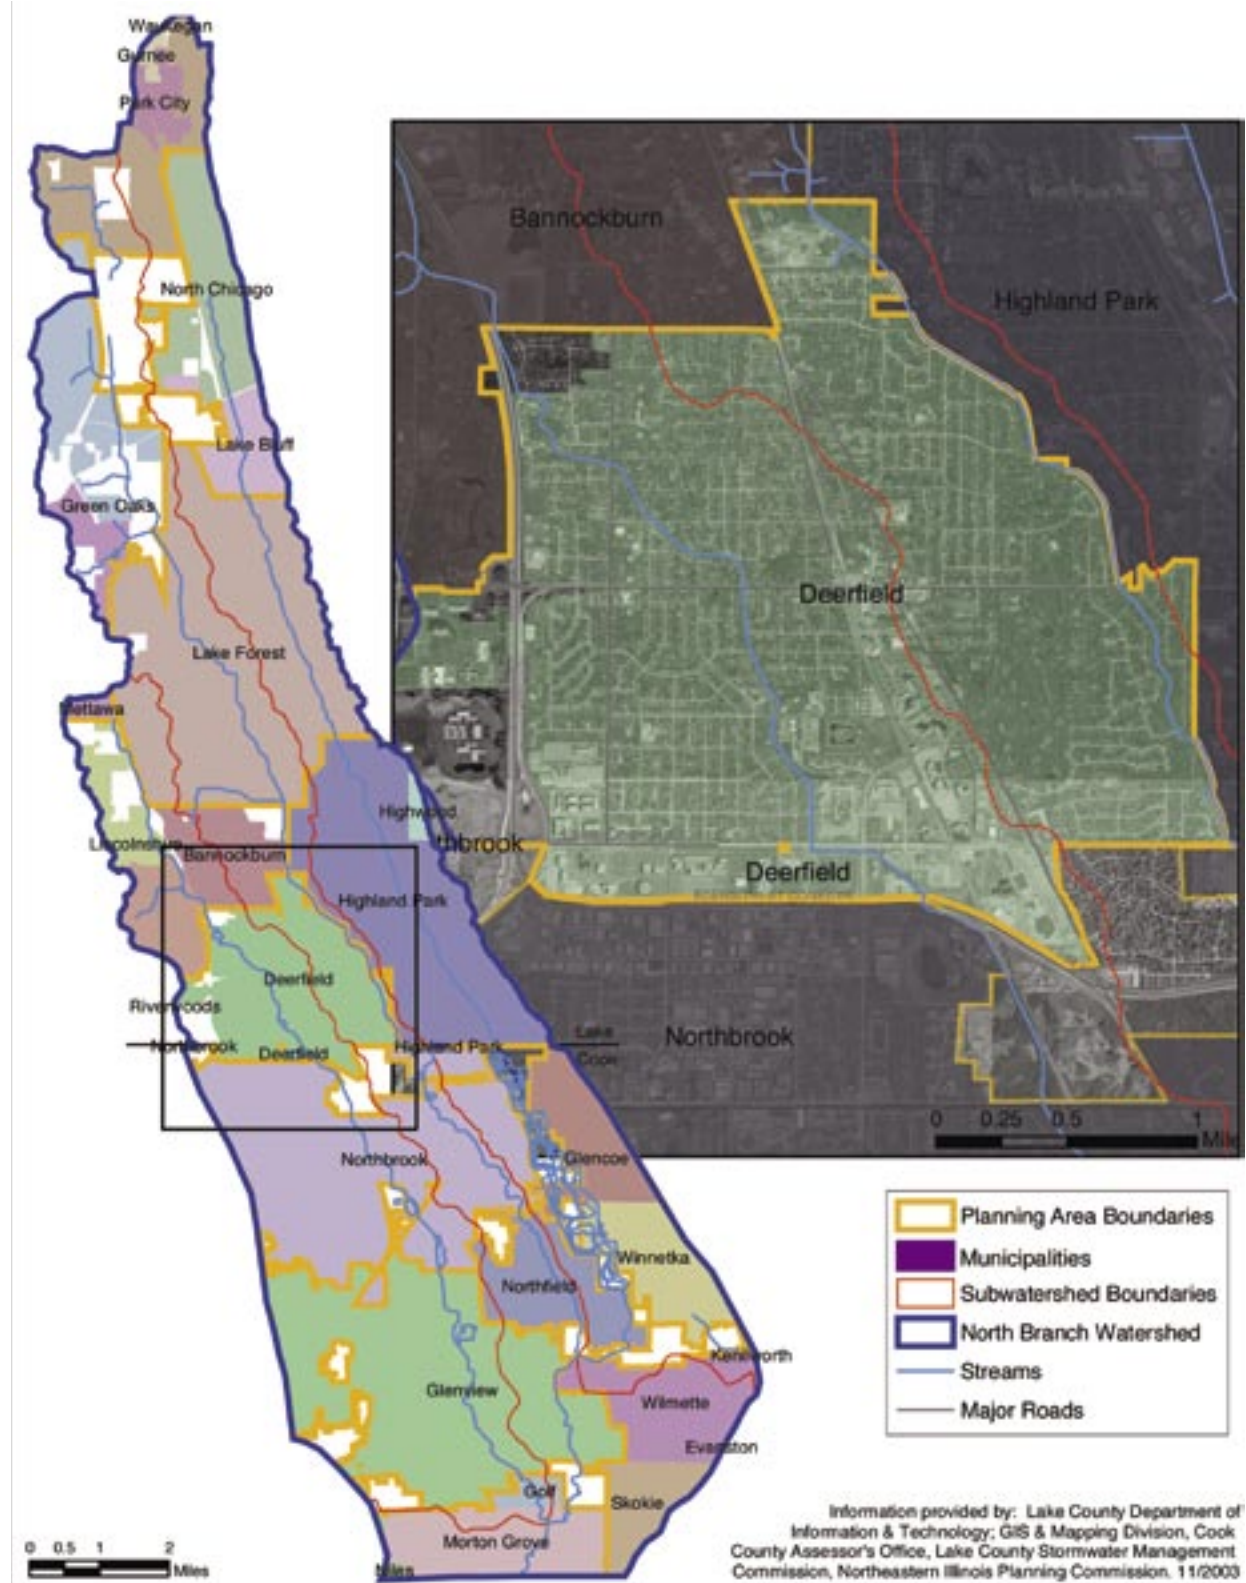 Waukegan
Gurnee
Park City
North Chicago
Lake Bluff
Green Oaks
Lake Forest
Mettawa
Highwood
Lincolnshire
Bannockburn
Highland Park
Deerfield
Riverwoods
Northbrook
Deerfield
Highland Park
Lake
Cook
Northbrook
Glencoe
Winnetka
Northfield
Kenilworth
Glenview
Wilmette
Evanston
Golf
Skokie
Morton Grove
Niles
0 0.5 1 2
Miles
Bannockburn
Highland Park
Deerfield
thbrook
Deerfield
Northbrook
0 0.25 0.5 1
Mile
Planning Area Boundaries
Municipalities
Subwatershed Boundaries
North Branch Watershed
Streams
Major Roads
Information provided by: Lake County Department of
Information & Technology; GIS & Mapping Division, Cook
County Assessor's Office, Lake County Stormwater Management
Commission, Northeastern Illinois Planning Commission. 11/2003